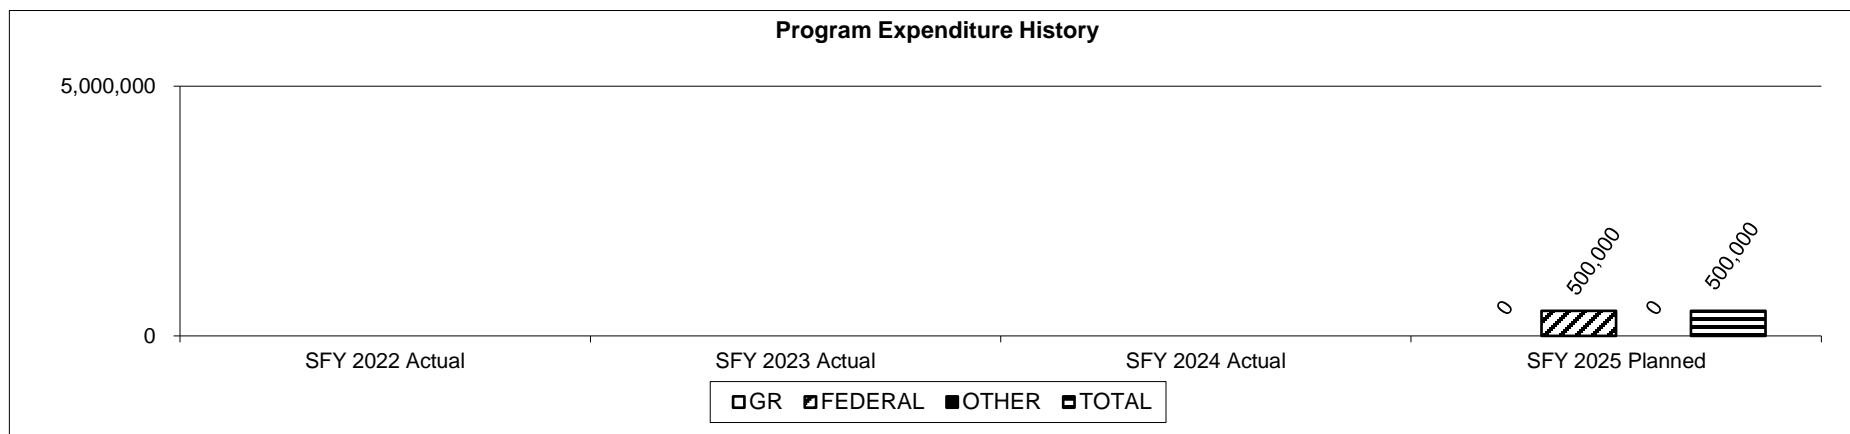 Program Expenditure History
5,000,000
0 500,000 0 500,000
0
SFY 2022 Actual SFY 2023 Actual SFY 2024 Actual SFY 2025 Planned
GR FEDERAL OTHER TOTAL